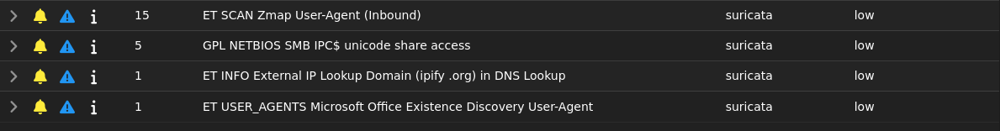 15 ET SCAN Zmap User-Agent (Inbound) suricata low
5 GPL NETBIOS SMB IPC$ unicode share access suricata low
1 ET INFO External IP Lookup Domain (ipify .org) in DNS Lookup suricata low
1 ET USER_AGENTS Microsoft Office Existence Discovery User-Agent suricata low